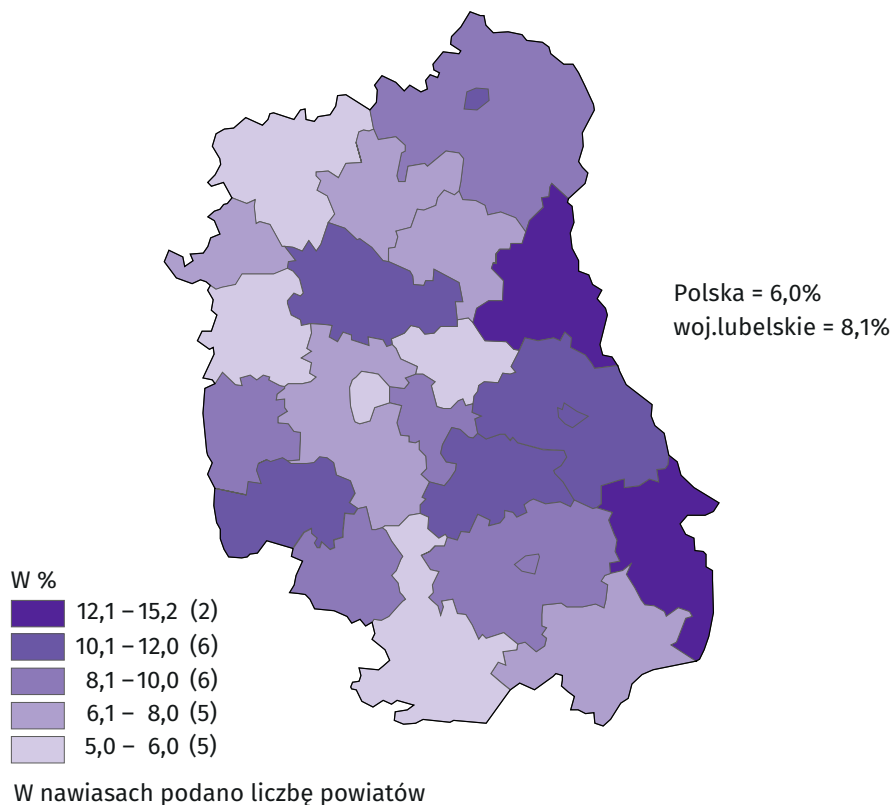 Polska = 6,0%
woj.lubelskie = 8,1%
W %
12,1 – 15,2 (2)
10,1 – 12,0 (6)
8,1 – 10,0 (6)
6,1 – 8,0 (5)
5,0 – 6,0 (5)
W nawiasach podano liczbę powiatów